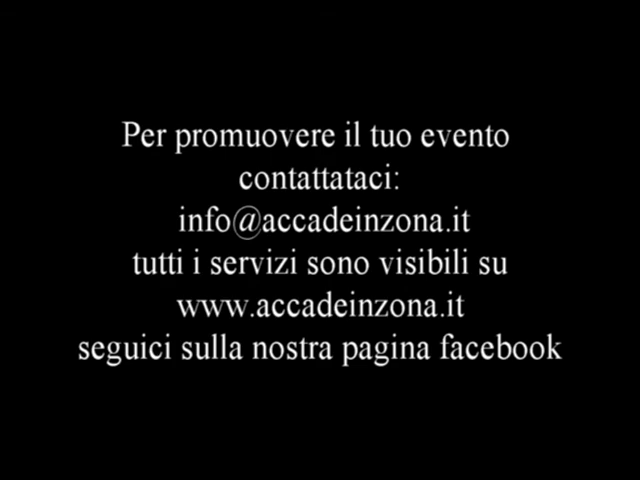 Per promuovere il tuo evento
contattataci:
info@accadeinzona.it
tutti i servizi sono visibili su
www.accadeinzona.it
seguici sulla nostra pagina facebook